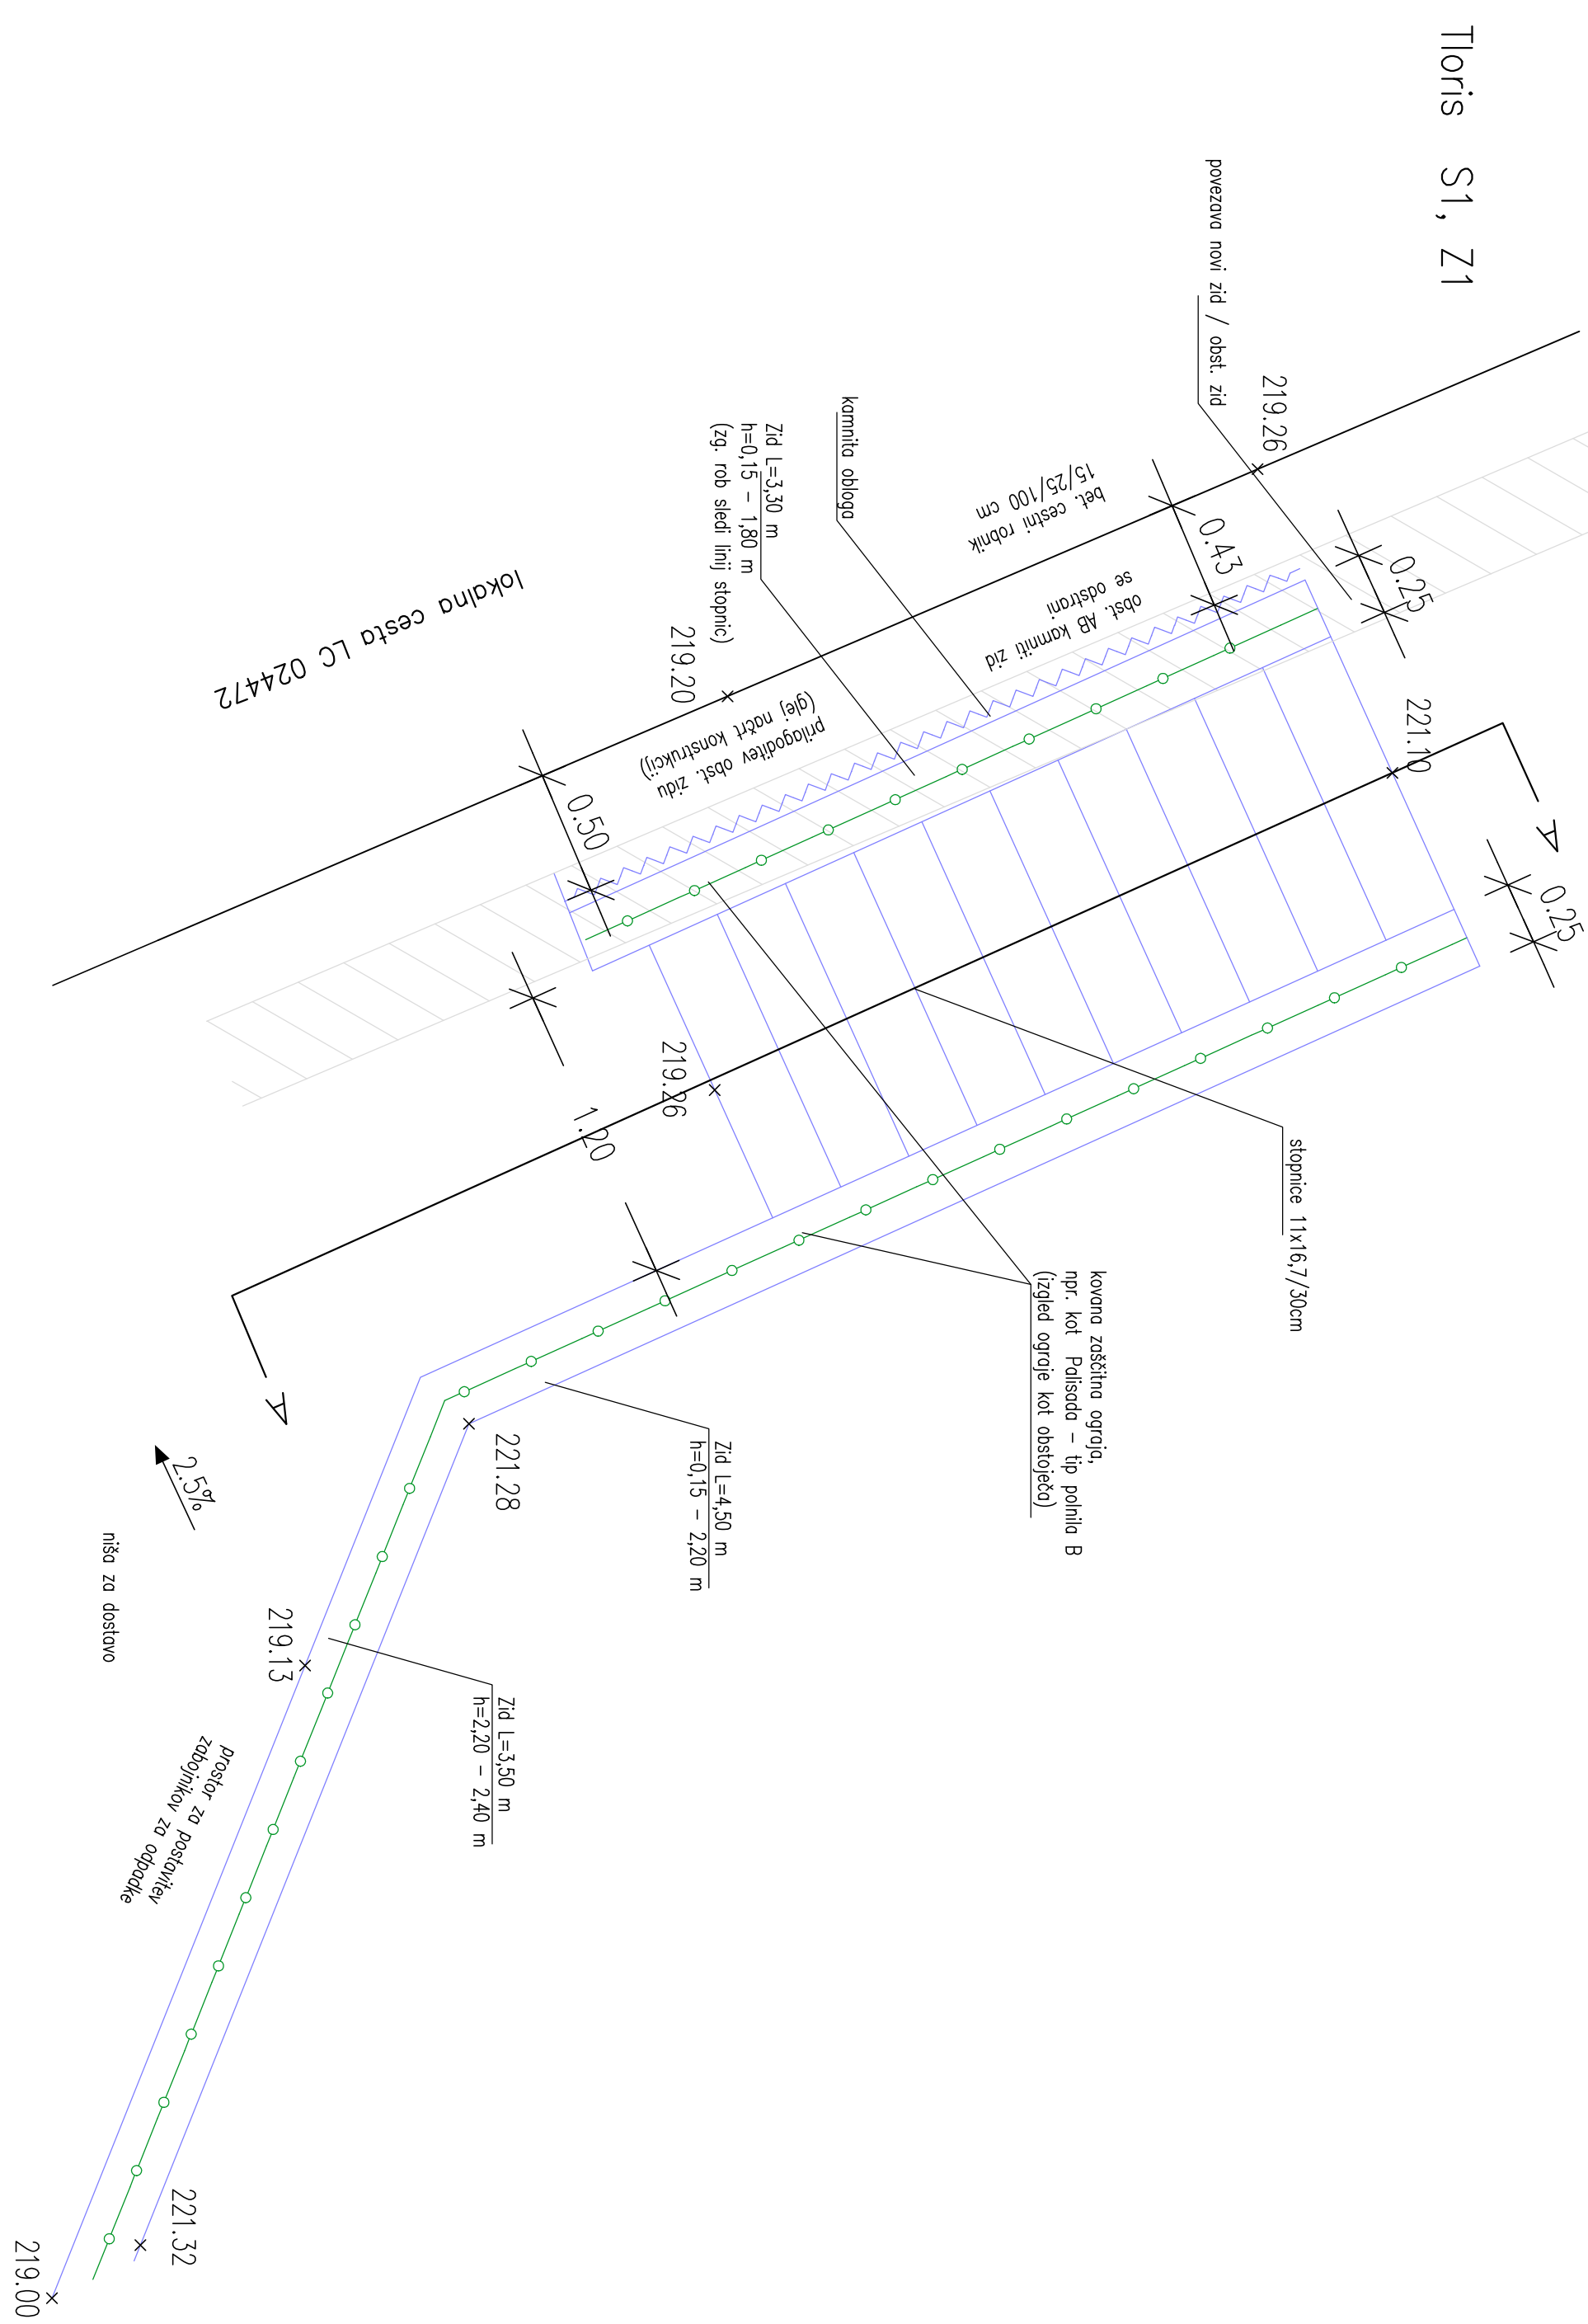 Tloris S1, Z1
povezava novi zid / obst. zid
219.26
kamnita obloga
Zid L=3,30 m
h=0,15 – 1,80 m
(zg. rob sledi linij stopnic)
bet. cestni robnik
15/25/100 cm
0.43
0.25
obst. AB kamniti zid
se odstrani
lokalna cesta LC 024472
219.20
prilagoditev obst. zidu
(glej načrt konstrukcij)
0.50
221.10
A
0.25
219.26
1.20
stopnice 11x16,7/30cm
kovana zaščitna ograja,
npr. kot Palisada – tip polnila B
(izgled ograje kot obstoječa)
A
221.28
Zid L=4,50 m
h=0,15 – 2,20 m
2.5%
niša za dostavo
219.13
Zid L=3,50 m
h=2,20 – 2,40 m
prostor za postavitev
zabojnikov za odpadke
221.32
219.00